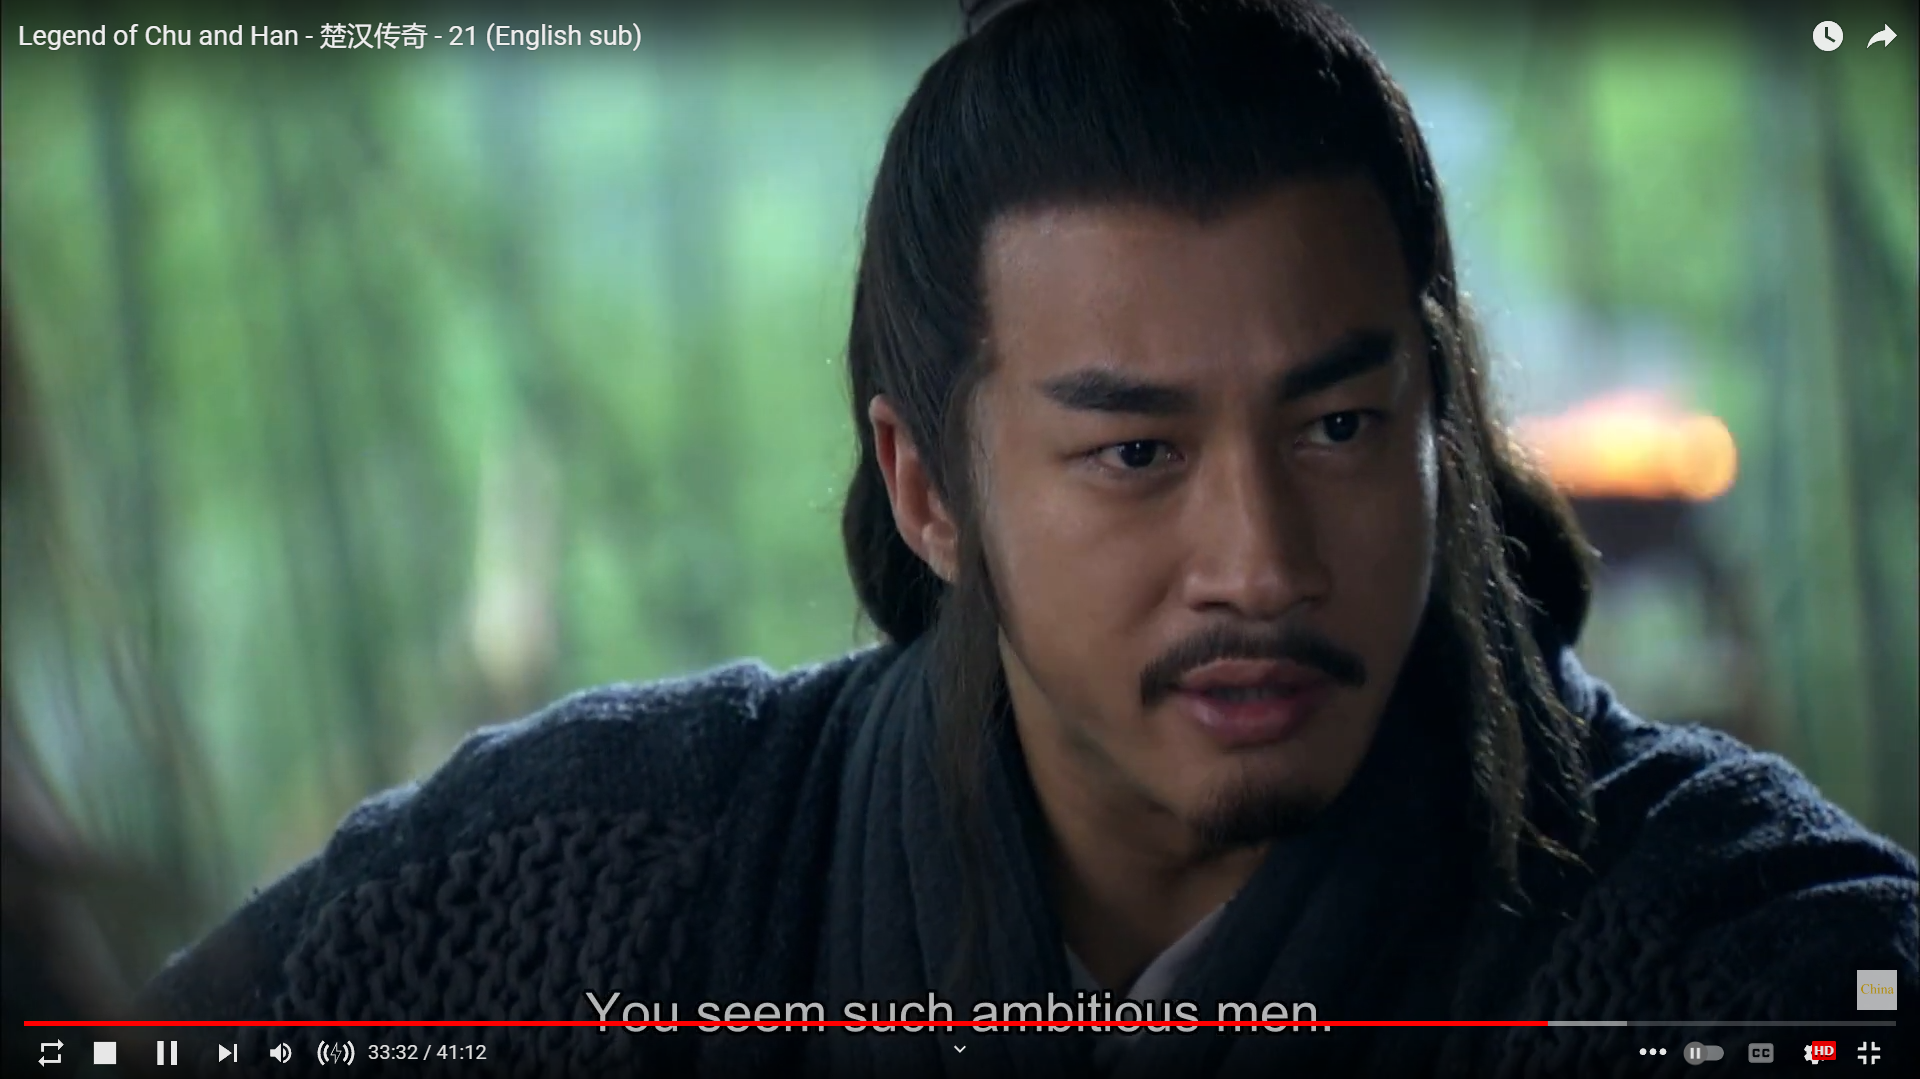 Legend of Chu and Han - 楚汉传奇 - 21 (English sub)
China
You seem such ambitious men.
33:32 / 41:12
CC
HD